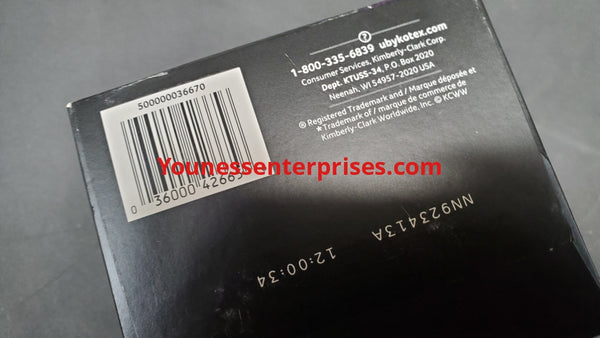 500000036670
0 36000 4266
?
1-800-335-6839 ubykotex.com
Consumer Services, Kimberly-Clark Corp.
Dept. KTUSS-34, P.O. Box 2020
Neenah, WI 54957-2020 USA
® Registered Trademark and / Marque déposée et
★Trademark of / marque de commerce de
Kimberly-Clark Worldwide, Inc. © KCWW
Younessenterprises.com
NN923413A
12:00:34